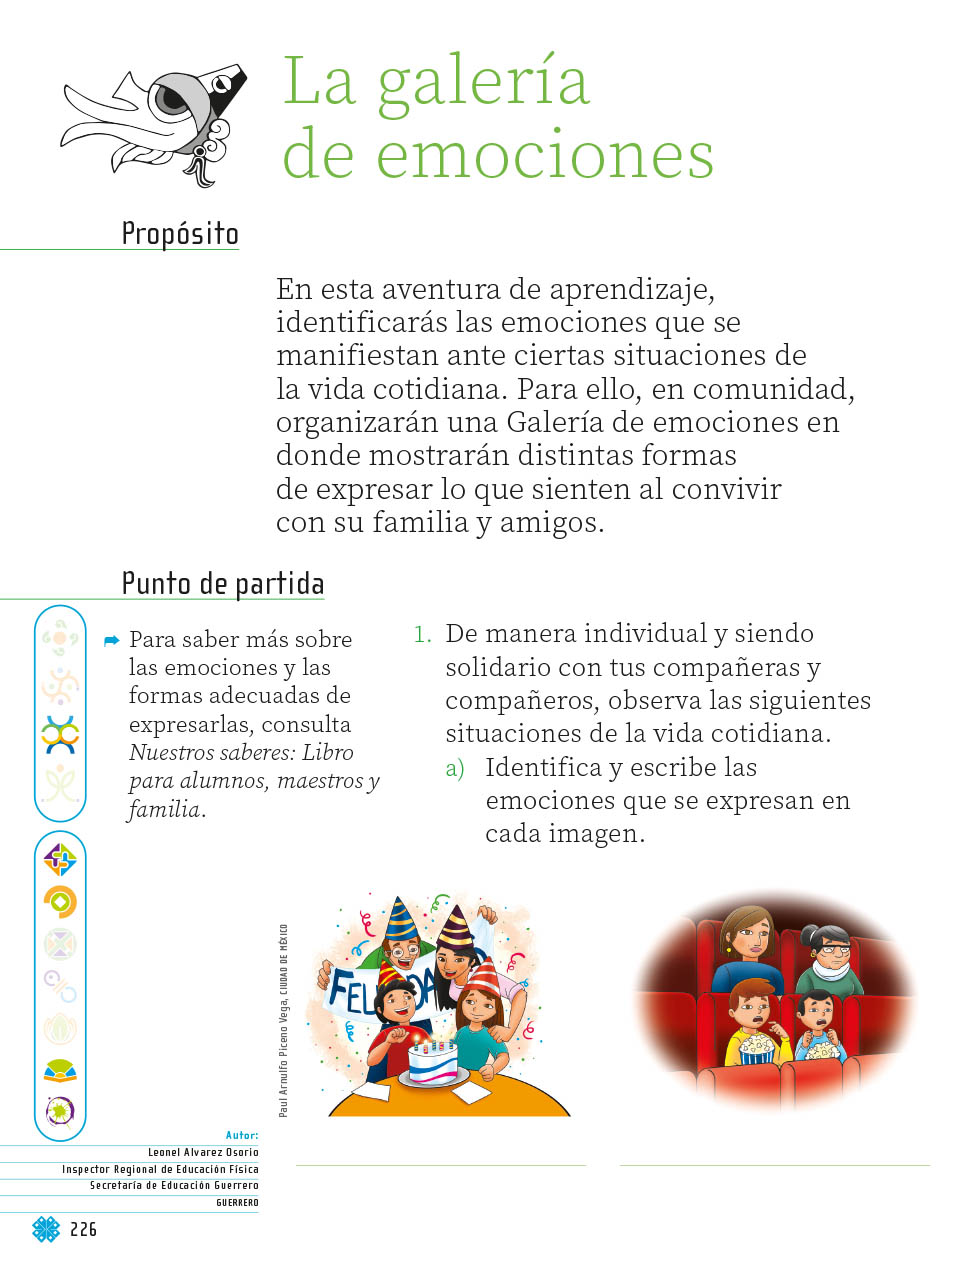 La galería
de emociones
Propósito
En esta aventura de aprendizaje,
identificarás las emociones que se
manifiestan ante ciertas situaciones de
la vida cotidiana. Para ello, en comunidad,
organizarán una Galería de emociones en
donde mostrarán distintas formas
de expresar lo que sienten al convivir
con su familia y amigos.
Punto de partida
Para saber más sobre
las emociones y las
formas adecuadas de
expresarlas, consulta
Nuestros saberes: Libro
para alumnos, maestros y
familia.
1. De manera individual y siendo
solidario con tus compañeras y
compañeros, observa las siguientes
situaciones de la vida cotidiana.
a) Identifica y escribe las
emociones que se expresan en
cada imagen.
Paul Arnulfo Piceno Vega, CIUDAD DE MÉXICO
Autor:
Leonel Alvarez Osorio
Inspector Regional de Educación Física
Secretaría de Educación Guerrero
GUERRERO
226